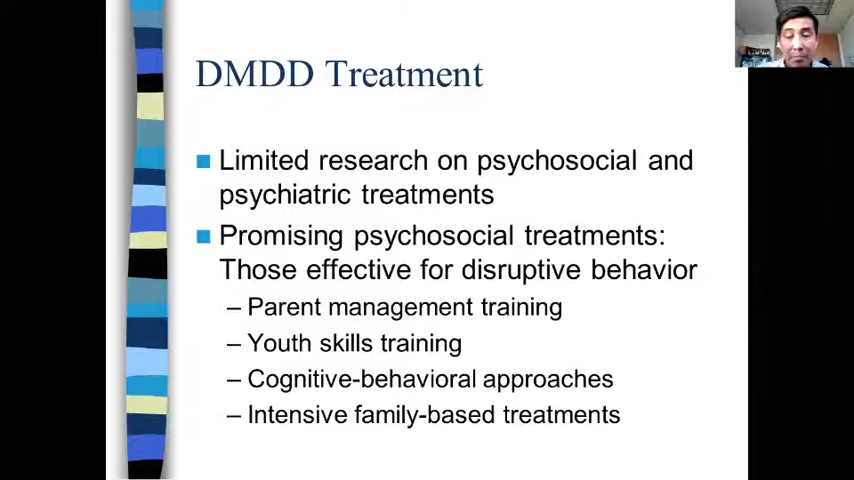 DMDD Treatment
Limited research on psychosocial and
psychiatric treatments
Promising psychosocial treatments:
Those effective for disruptive behavior
– Parent management training
– Youth skills training
– Cognitive-behavioral approaches
– Intensive family-based treatments